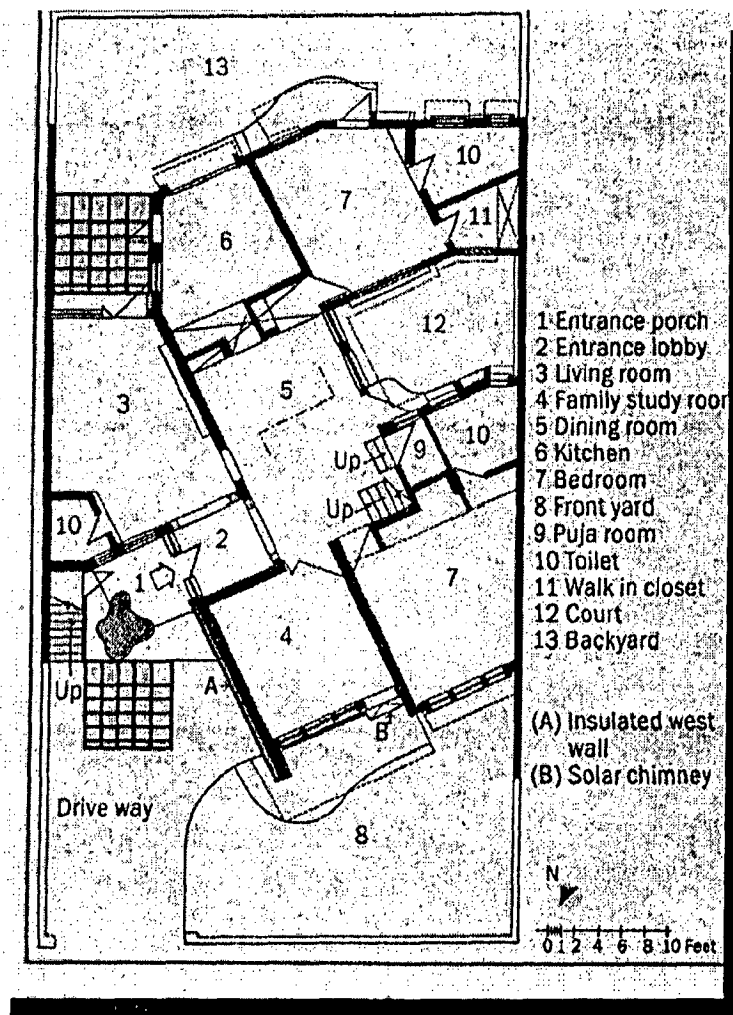 13
10
7
11
6
12
1 Entrance porch
2 Entrance lobby
3 Living room
4 Family study room
5 Dining room
6 Kitchen
7 Bedroom
8 Front yard
9 Puja room
10 Toilet
11 Walk in closet
12 Court
13 Backyard
3
5
9
10
Up
Up
10
2
1
7
4
A
Up
B
(A) Insulated west
wall
(B) Solar chimney
Drive way
8
N
0 1 2 4 6 8 10 Feet